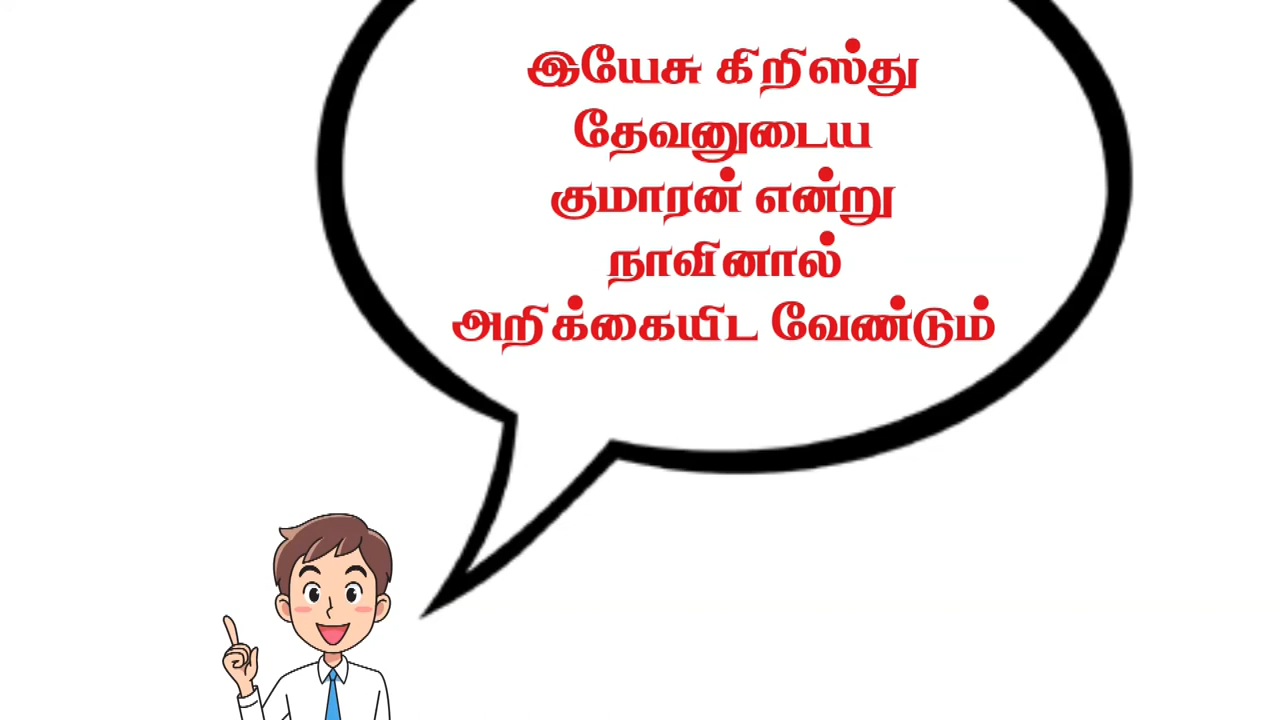 இயேசு கிறிஸ்து
தேவனுடைய
குமாரன் என்று
நாவினால்
அறிக்கையிட வேண்டும்